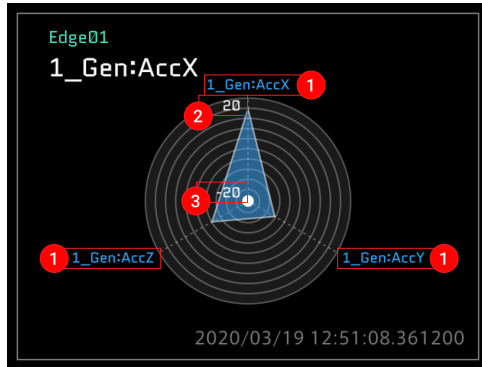 Edge01
1_Gen:AccX
1_Gen:AccX 1
2 20
3 -20
1 1_Gen:AccZ
1_Gen:AccY 1
2020/03/19 12:51:08.361200